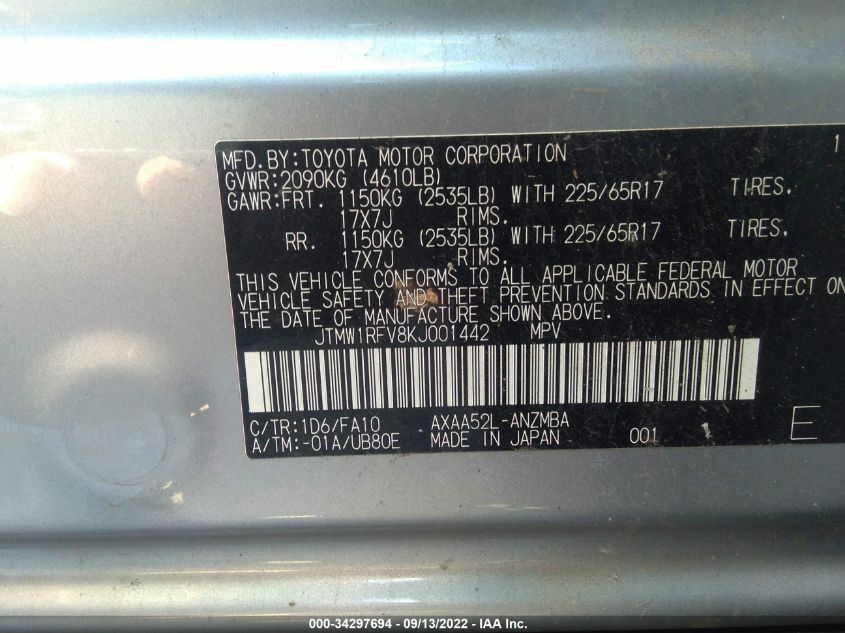 MFD.BY:TOYOTA MOTOR CORPORATION 1
GVWR:2090KG (4610LB)
GAWR:FRT. 1150KG (2535LB) WITH 225/65R17 TIRES.
17X7J RIMS.
RR. 1150KG (2535LB) WITH 225/65R17 TIRES.
17X7J RIMS.
THIS VEHICLE CONFORMS TO ALL APPLICABLE FEDERAL MOTOR
VEHICLE SAFETY AND THEFT PREVENTION STANDARDS IN EFFECT ON
THE DATE OF MANUFACTURE SHOWN ABOVE.
JTMW1RFV8KJ001442 MPV
C/TR:1D6/FA10 AXAA52L-ANZMBA
A/TM:-01A/UB80E MADE IN JAPAN 001 E
000-34297694 - 09/13/2022 - IAA Inc.